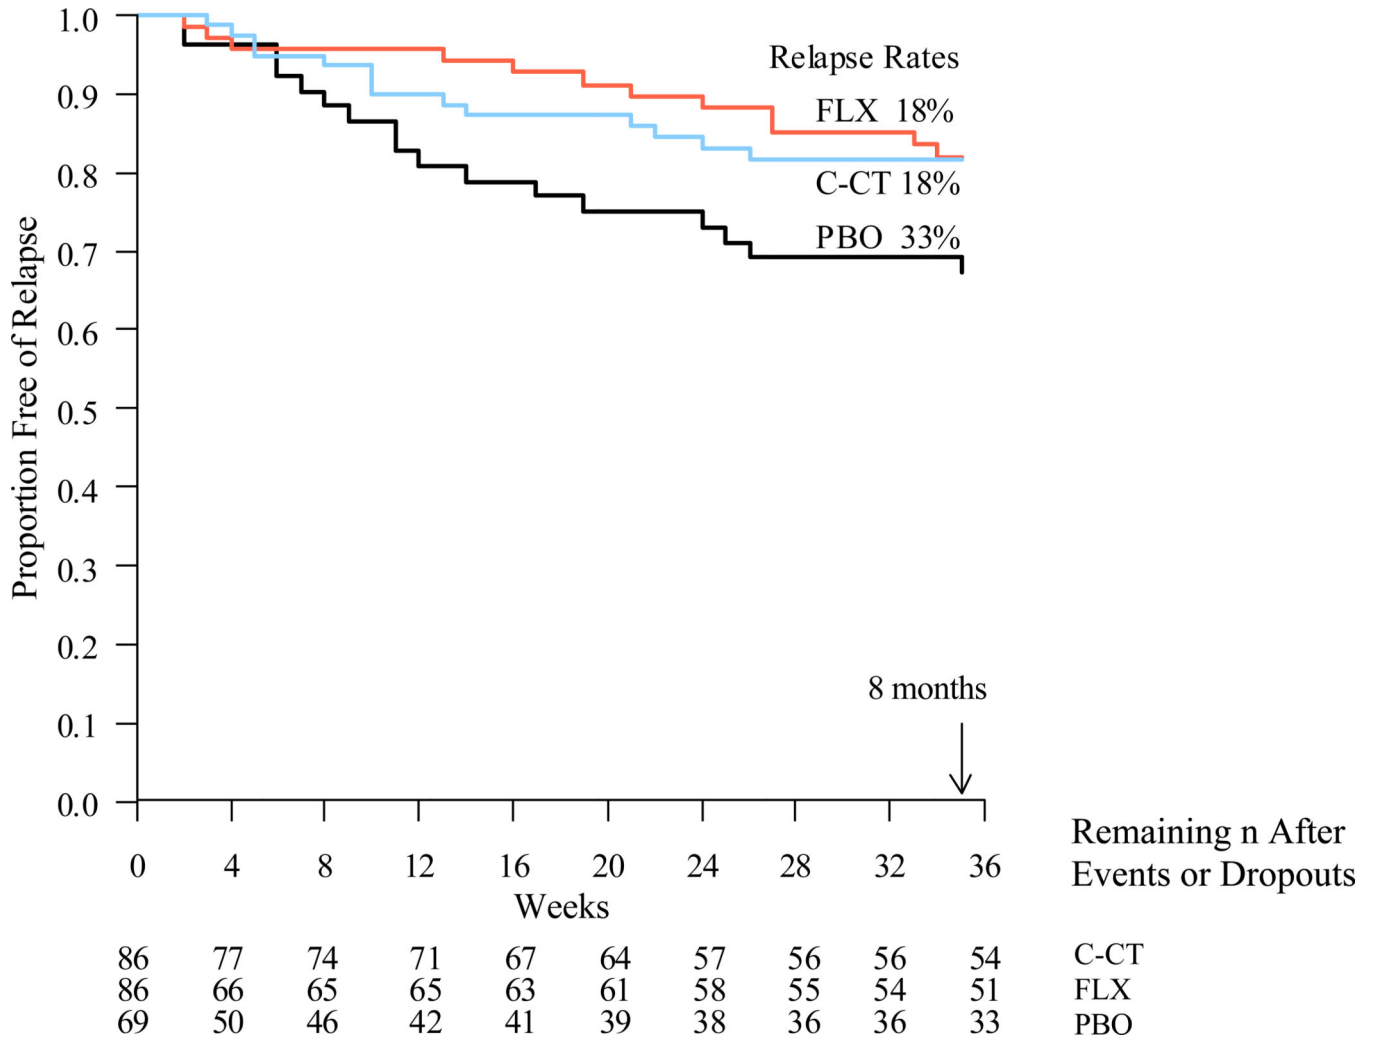 1.0
Relapse Rates
0.9
FLX 18%
0.8
C-CT 18%
PBO 33%
0.7
0.6
0.5
0.4
0.3
0.2
0.1
0.0
Proportion Free of Relapse
8 months
0 4 8 12 16 20 24 28 32 36
Weeks
Remaining n After
Events or Dropouts
86 77 74 71 67 64 57 56 56 54 C-CT
86 66 65 65 63 61 58 55 54 51 FLX
69 50 46 42 41 39 38 36 36 33 PBO